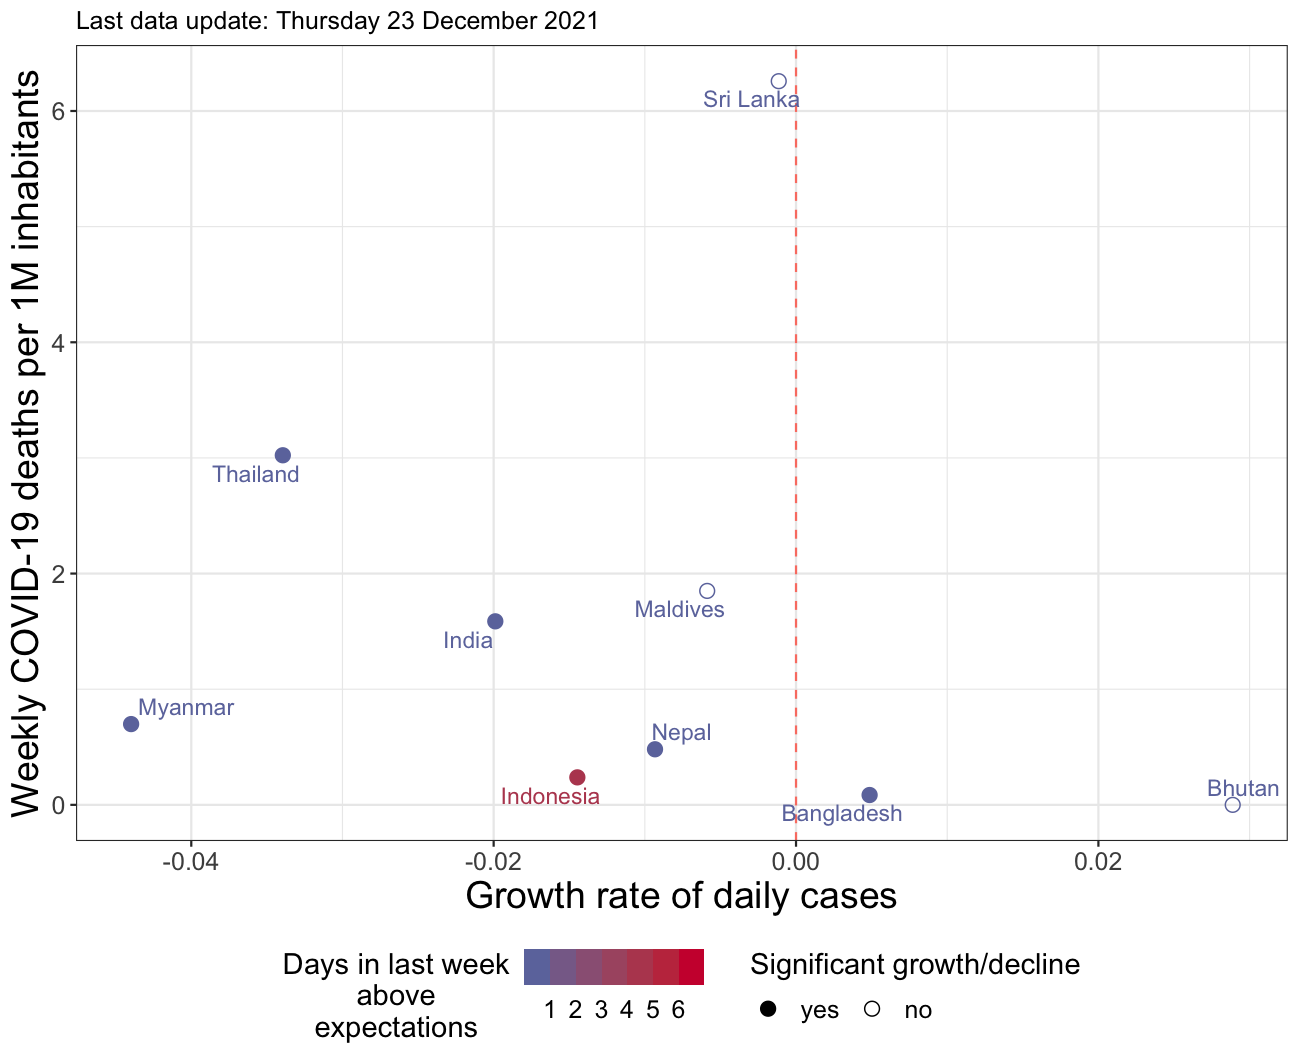 Last data update: Thursday 23 December 2021
Weekly COVID-19 deaths per 1M inhabitants
6
4
2
0
Sri Lanka
Thailand
Maldives
India
Myanmar
Nepal
Indonesia
Bhutan
Bangladesh
-0.04
-0.02
0.00
0.02
Growth rate of daily cases
Days in last week
above
expectations
1 2 3 4 5 6
Significant growth/decline
yes no